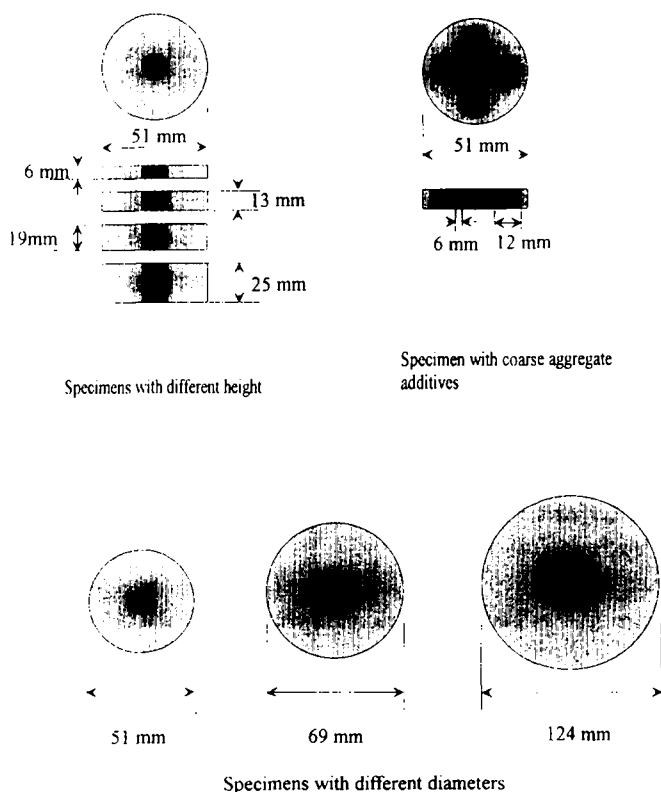 51 mm
51 mm
6 mm
13 mm
19mm
6 mm
12 mm
25 mm
Specimens with different height
Specimen with coarse aggregate
additives
51 mm
69 mm
124 mm
Specimens with different diameters